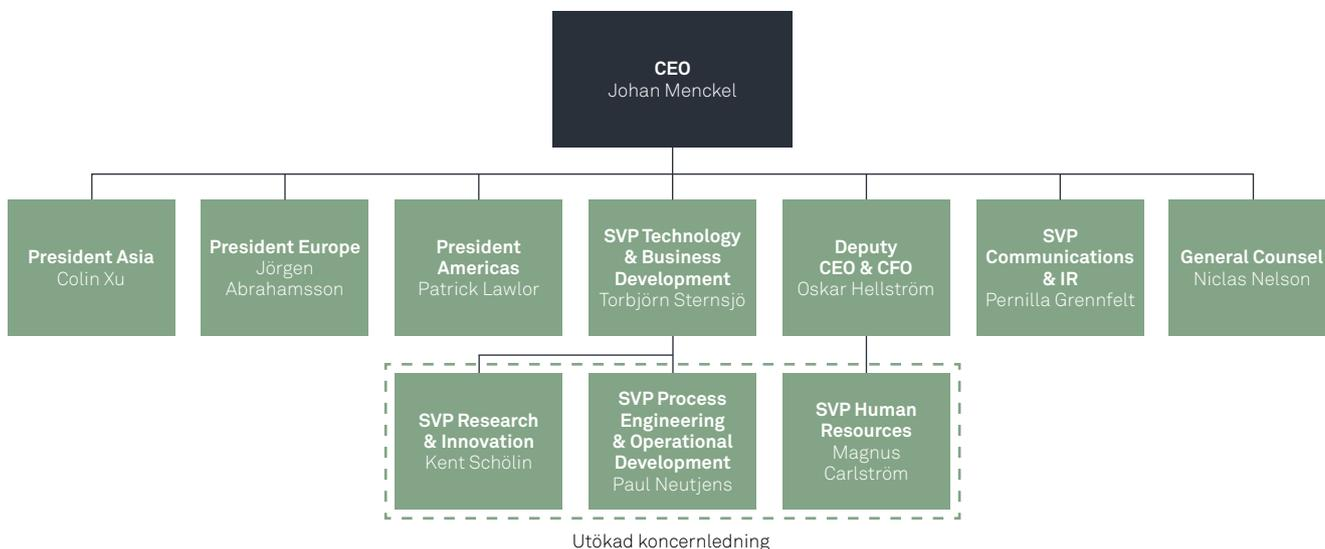 CEO
Johan Menckel
President Asia
Colin Xu
President Europe
Jörgen
Abrahamsson
President
Americas
Patrick Lawlor
SVP Technology
& Business
Development
Torbjörn Sternsjö
Deputy
CEO & CFO
Oskar Hellström
SVP
Communications
& IR
Pernilla Grennfelt
General Counsel
Niclas Nelson
SVP Research
& Innovation
Kent Schölin
SVP Process
Engineering
& Operational
Development
Paul Neutjens
SVP Human
Resources
Magnus
Carlström
Utökad koncernledning